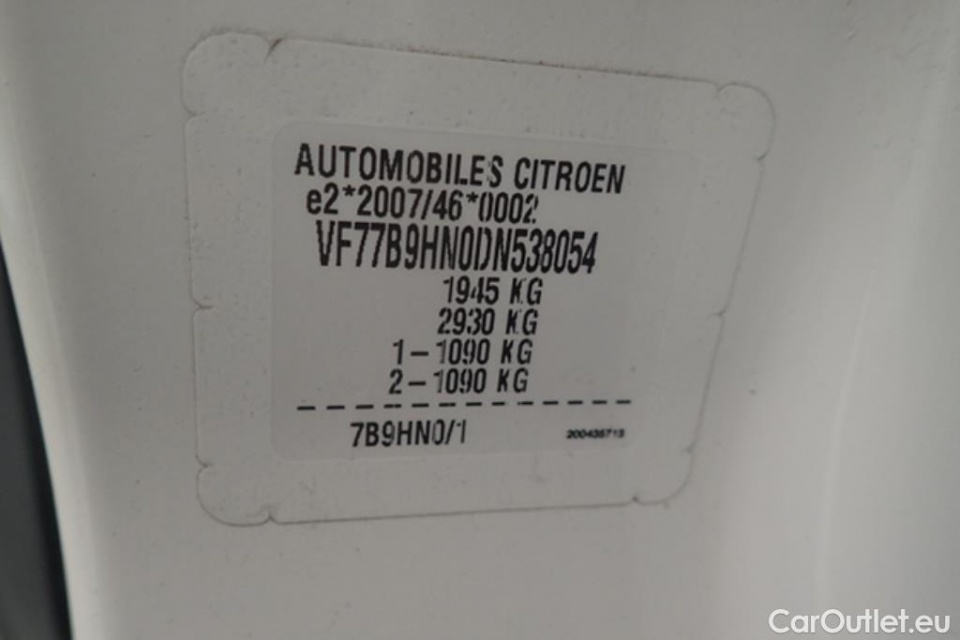 AUTOMOBILES CITROEN
e2*2007/46*0002
VF77B9HN0DN538054
1945 KG
2930 KG
1-1090 KG
2-1090 KG
7B9HN0/1
CarOutlet.eu